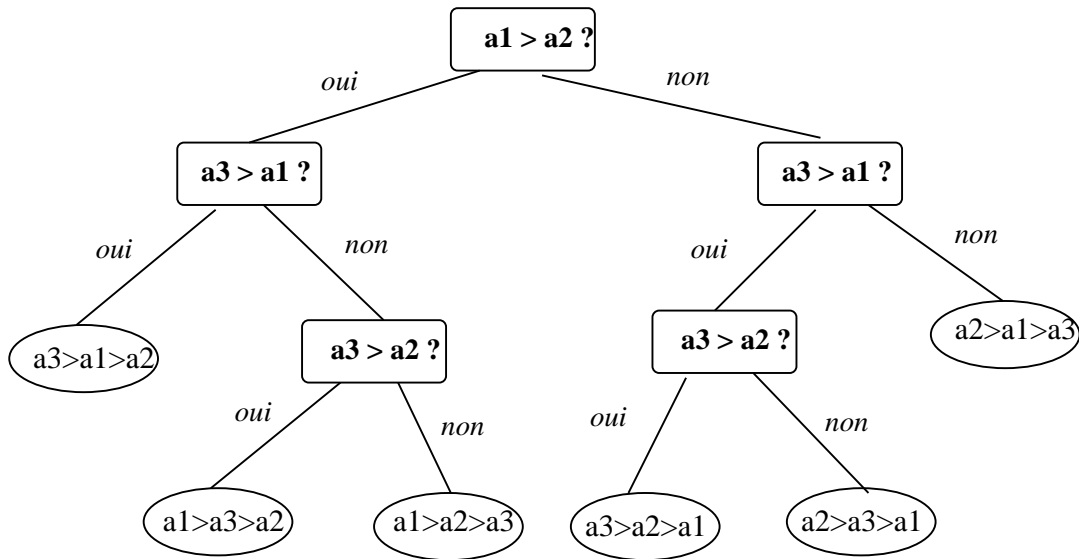 a1 > a2 ?
oui
non
a3 > a1 ?
a3 > a1 ?
oui
non
oui
non
a3>a1>a2
a3 > a2 ?
a3 > a2 ?
a2>a1>a3
oui
non
oui
non
a1>a3>a2
a1>a2>a3
a3>a2>a1
a2>a3>a1